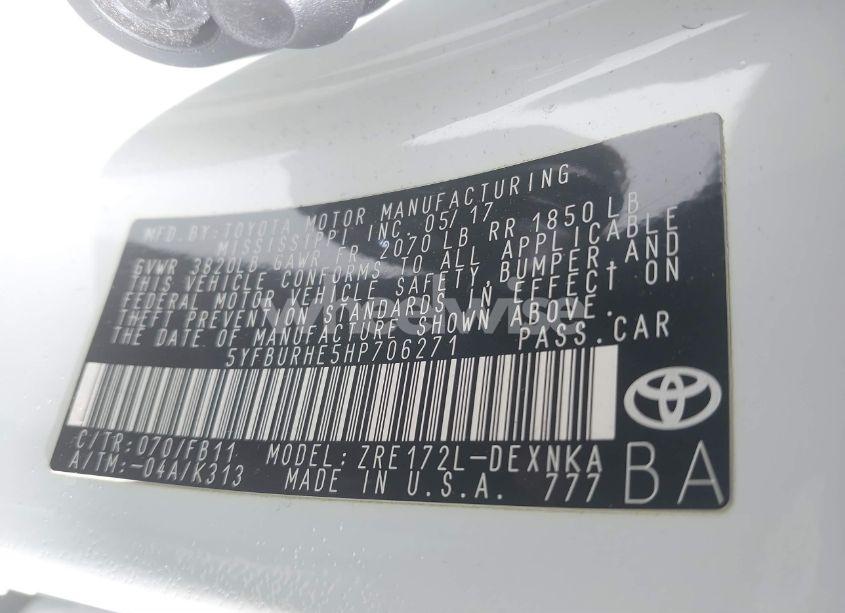 MFD.BY:TOYOTA MOTOR MANUFACTURING
MISSISSIPPI, INC. 05/17
GVWR 3820LB GAWR FR 2070 LB RR 1850 LB
THIS VEHICLE CONFORMS TO ALL APPLICABLE
FEDERAL MOTOR VEHICLE SAFETY,BUMPER,AND
THEFT PREVENTION STANDARDS IN EFFECT ON
THE DATE OF MANUFACTURE SHOWN ABOVE.
5YFBURHE5HP706271 PASS.CAR
C/TR:070/FB11 MODEL: ZRE172L-DEXNKA
A/TM:-04A/K313 MADE IN U.S.A. 777
BA